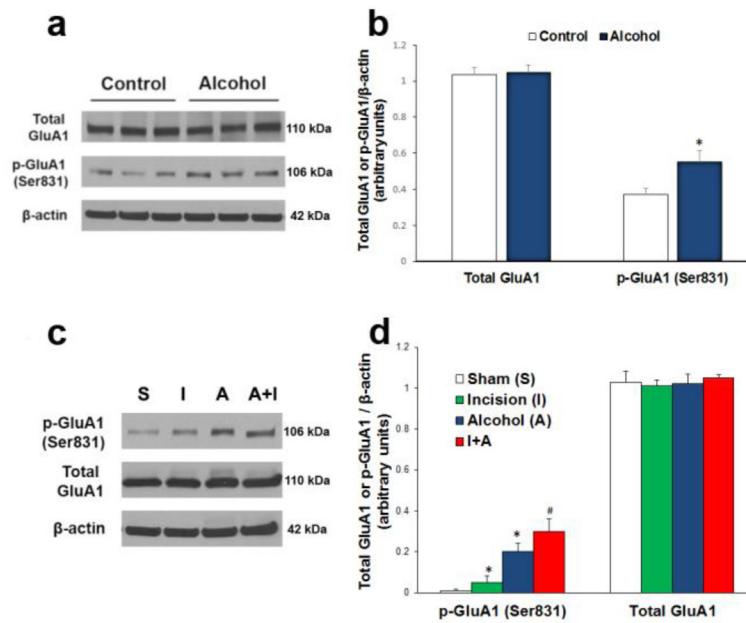 a
Control Alcohol
Total
GluA1
110 kDa
p-GluA1
(Ser831)
106 kDa
β-actin
42 kDa
b
Control Alcohol
Total GluA1 or p-GluA1/β-actin
(arbitrary units)
1.2
1
0.8
0.6
0.4
0.2
0
*
Total GluA1 p-GluA1 (Ser831)
c
S I A A+I
p-GluA1
(Ser831)
106 kDa
Total
GluA1
110 kDa
β-actin
42 kDa
d
Total GluA1 or p-GluA1 / β-actin
(arbitrary units)
1.2
1
0.8
0.6
0.4
0.2
0
Sham (S)
Incision (I)
Alcohol (A)
I+A
* * #
p-GluA1 (Ser831) Total GluA1